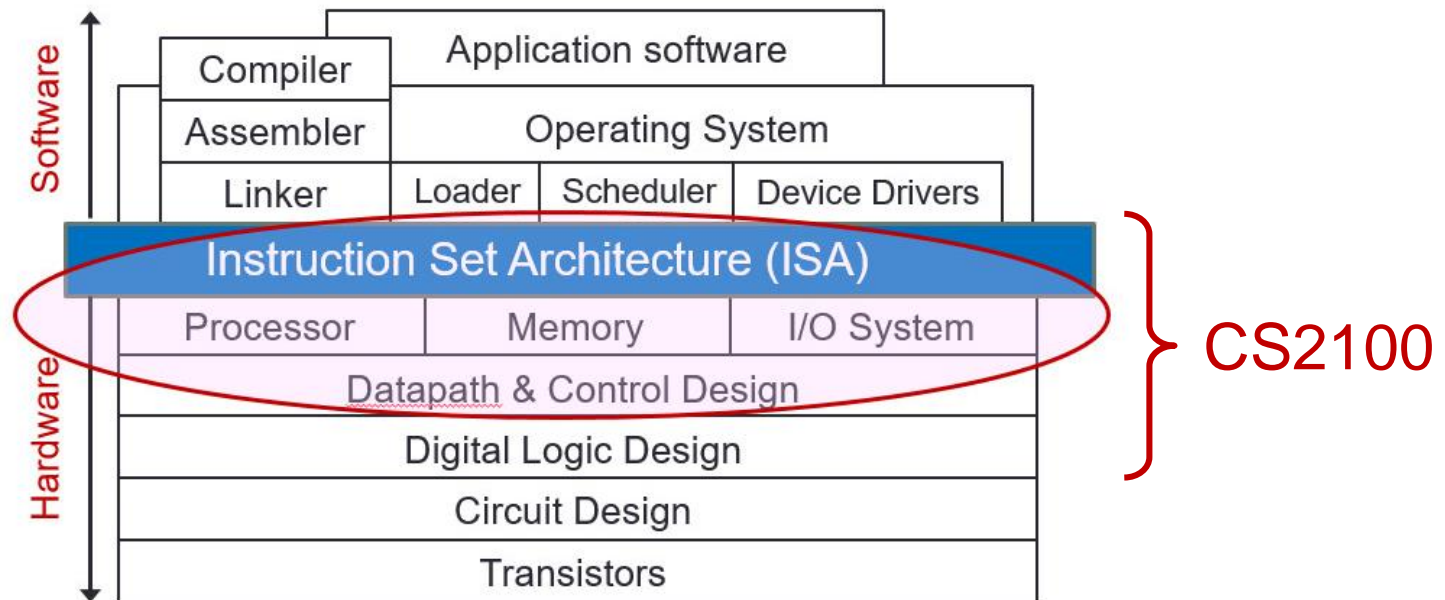 Software
Compiler
Application software
Assembler
Operating System
Linker
Loader
Scheduler
Device Drivers
Instruction Set Architecture (ISA)
Processor
Memory
I/O System
CS2100
Hardware
Datapath & Control Design
Digital Logic Design
Circuit Design
Transistors